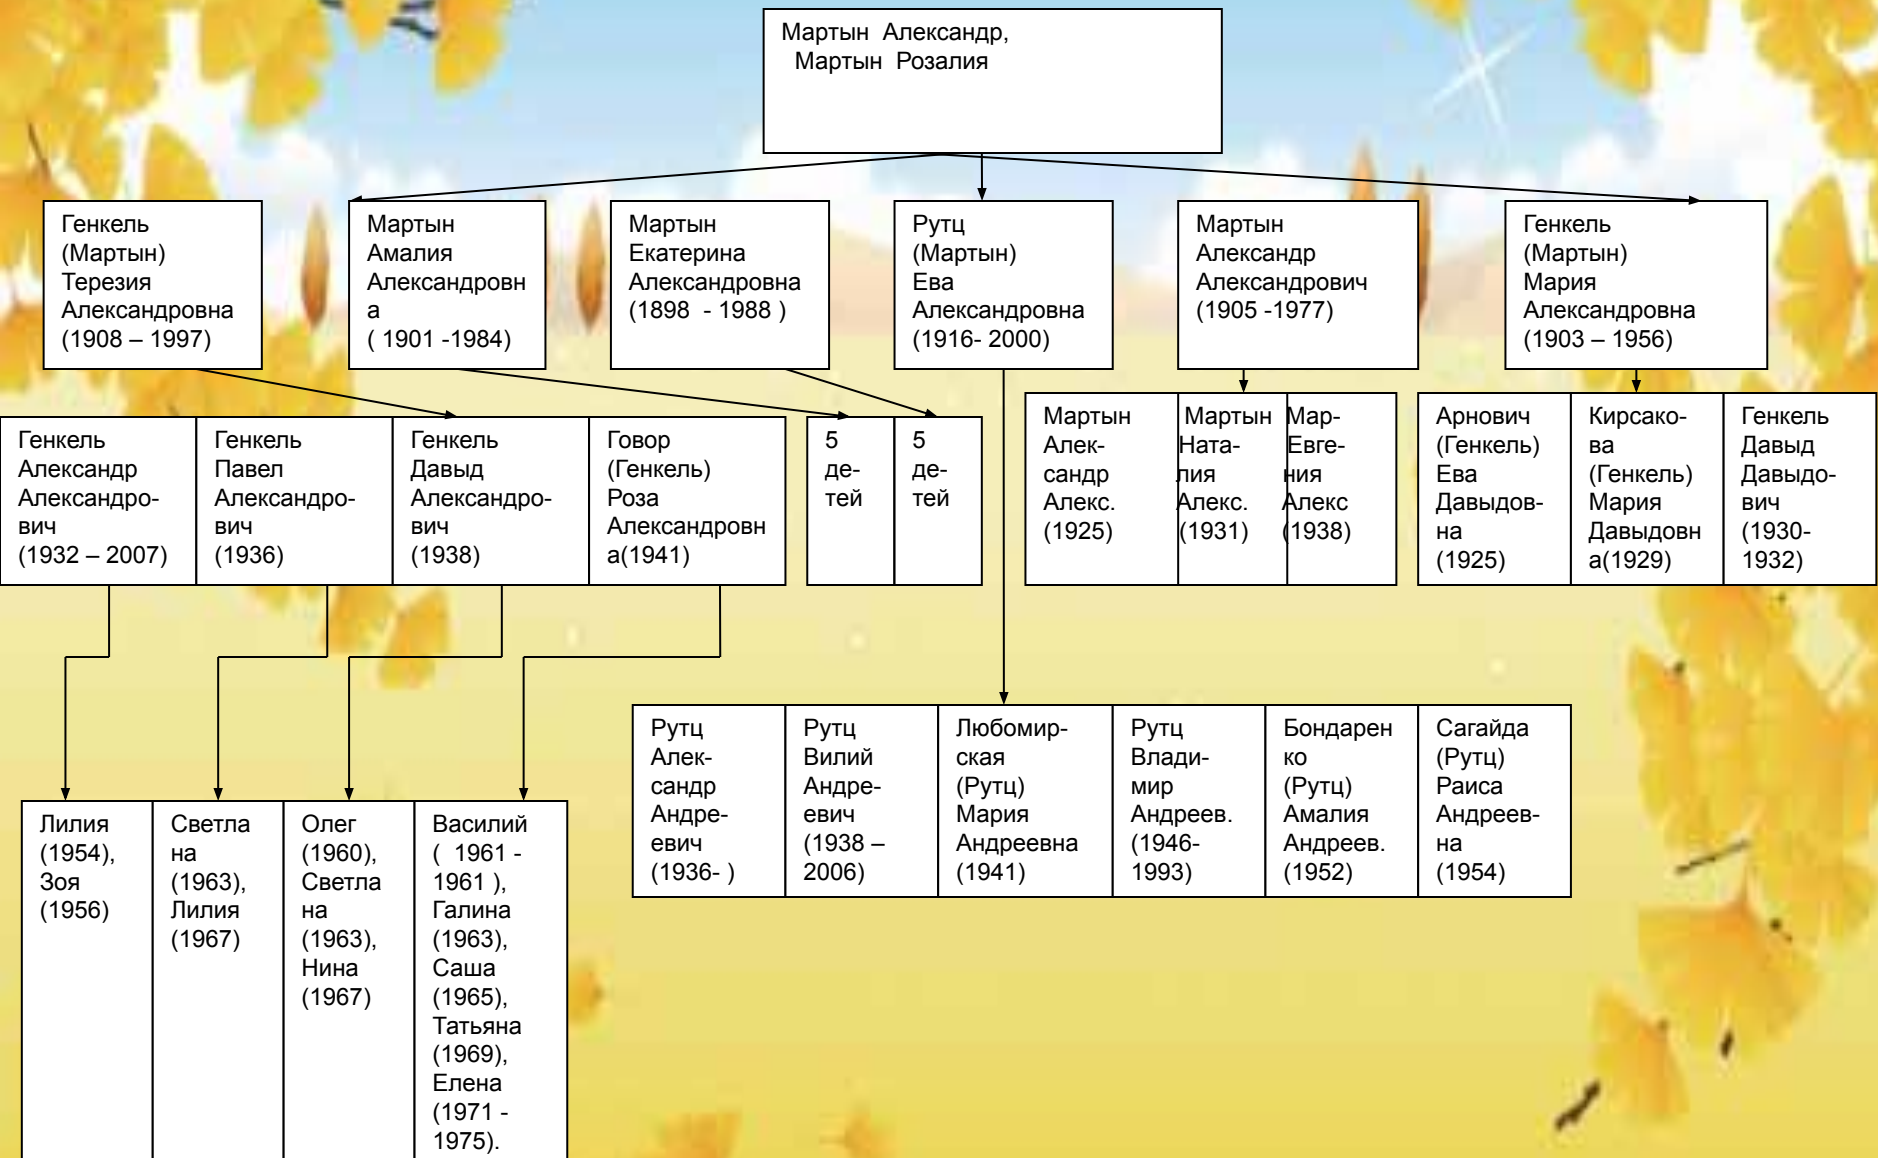 Мартын Александр,
Мартын Розалия
Генкель
(Мартын)
Терезия
Александровна
(1908 – 1997)
Мартын
Амалия
Александровн
а
( 1901 -1984)
Мартын
Екатерина
Александровна
(1898 - 1988 )
Рутц
(Мартын)
Ева
Александровна
(1916- 2000)
Мартын
Александр
Александрович
(1905 -1977)
Генкель
(Мартын)
Мария
Александровна
(1903 – 1956)
Генкель
Александр
Александро-
вич
(1932 – 2007)
Генкель
Павел
Александро-
вич
(1936)
Генкель
Давыд
Александро-
вич
(1938)
Говор
(Генкель)
Роза
Александровн
а(1941)
5
де-
тей
5
де-
тей
Мартын
Алек-
сандр
Алекс.
(1925)
Мартын
Ната-
лия
Алекс.
(1931)
Мар-
Евге-
ния
Алекс
(1938)
Арнович
(Генкель)
Ева
Давыдов-
на
(1925)
Кирсако-
ва
(Генкель)
Мария
Давыдовн
а(1929)
Генкель
Давыд
Давыдо-
вич
(1930-
1932)
Рутц
Алек-
сандр
Андре-
евич
(1936- )
Рутц
Вилий
Андре-
евич
(1938 –
2006)
Любомир-
ская
(Рутц)
Мария
Андреевна
(1941)
Рутц
Влади-
мир
Андреев.
(1946-
1993)
Бондарен
ко
(Рутц)
Амалия
Андреев.
(1952)
Сагайда
(Рутц)
Раиса
Андреев-
на
(1954)
Лилия
(1954),
Зоя
(1956)
Светла
на
(1963),
Лилия
(1967)
Олег
(1960),
Светла
на
(1963),
Нина
(1967)
Василий
( 1961 -
1961 ),
Галина
(1963),
Саша
(1965),
Татьяна
(1969),
Елена
(1971 -
1975).